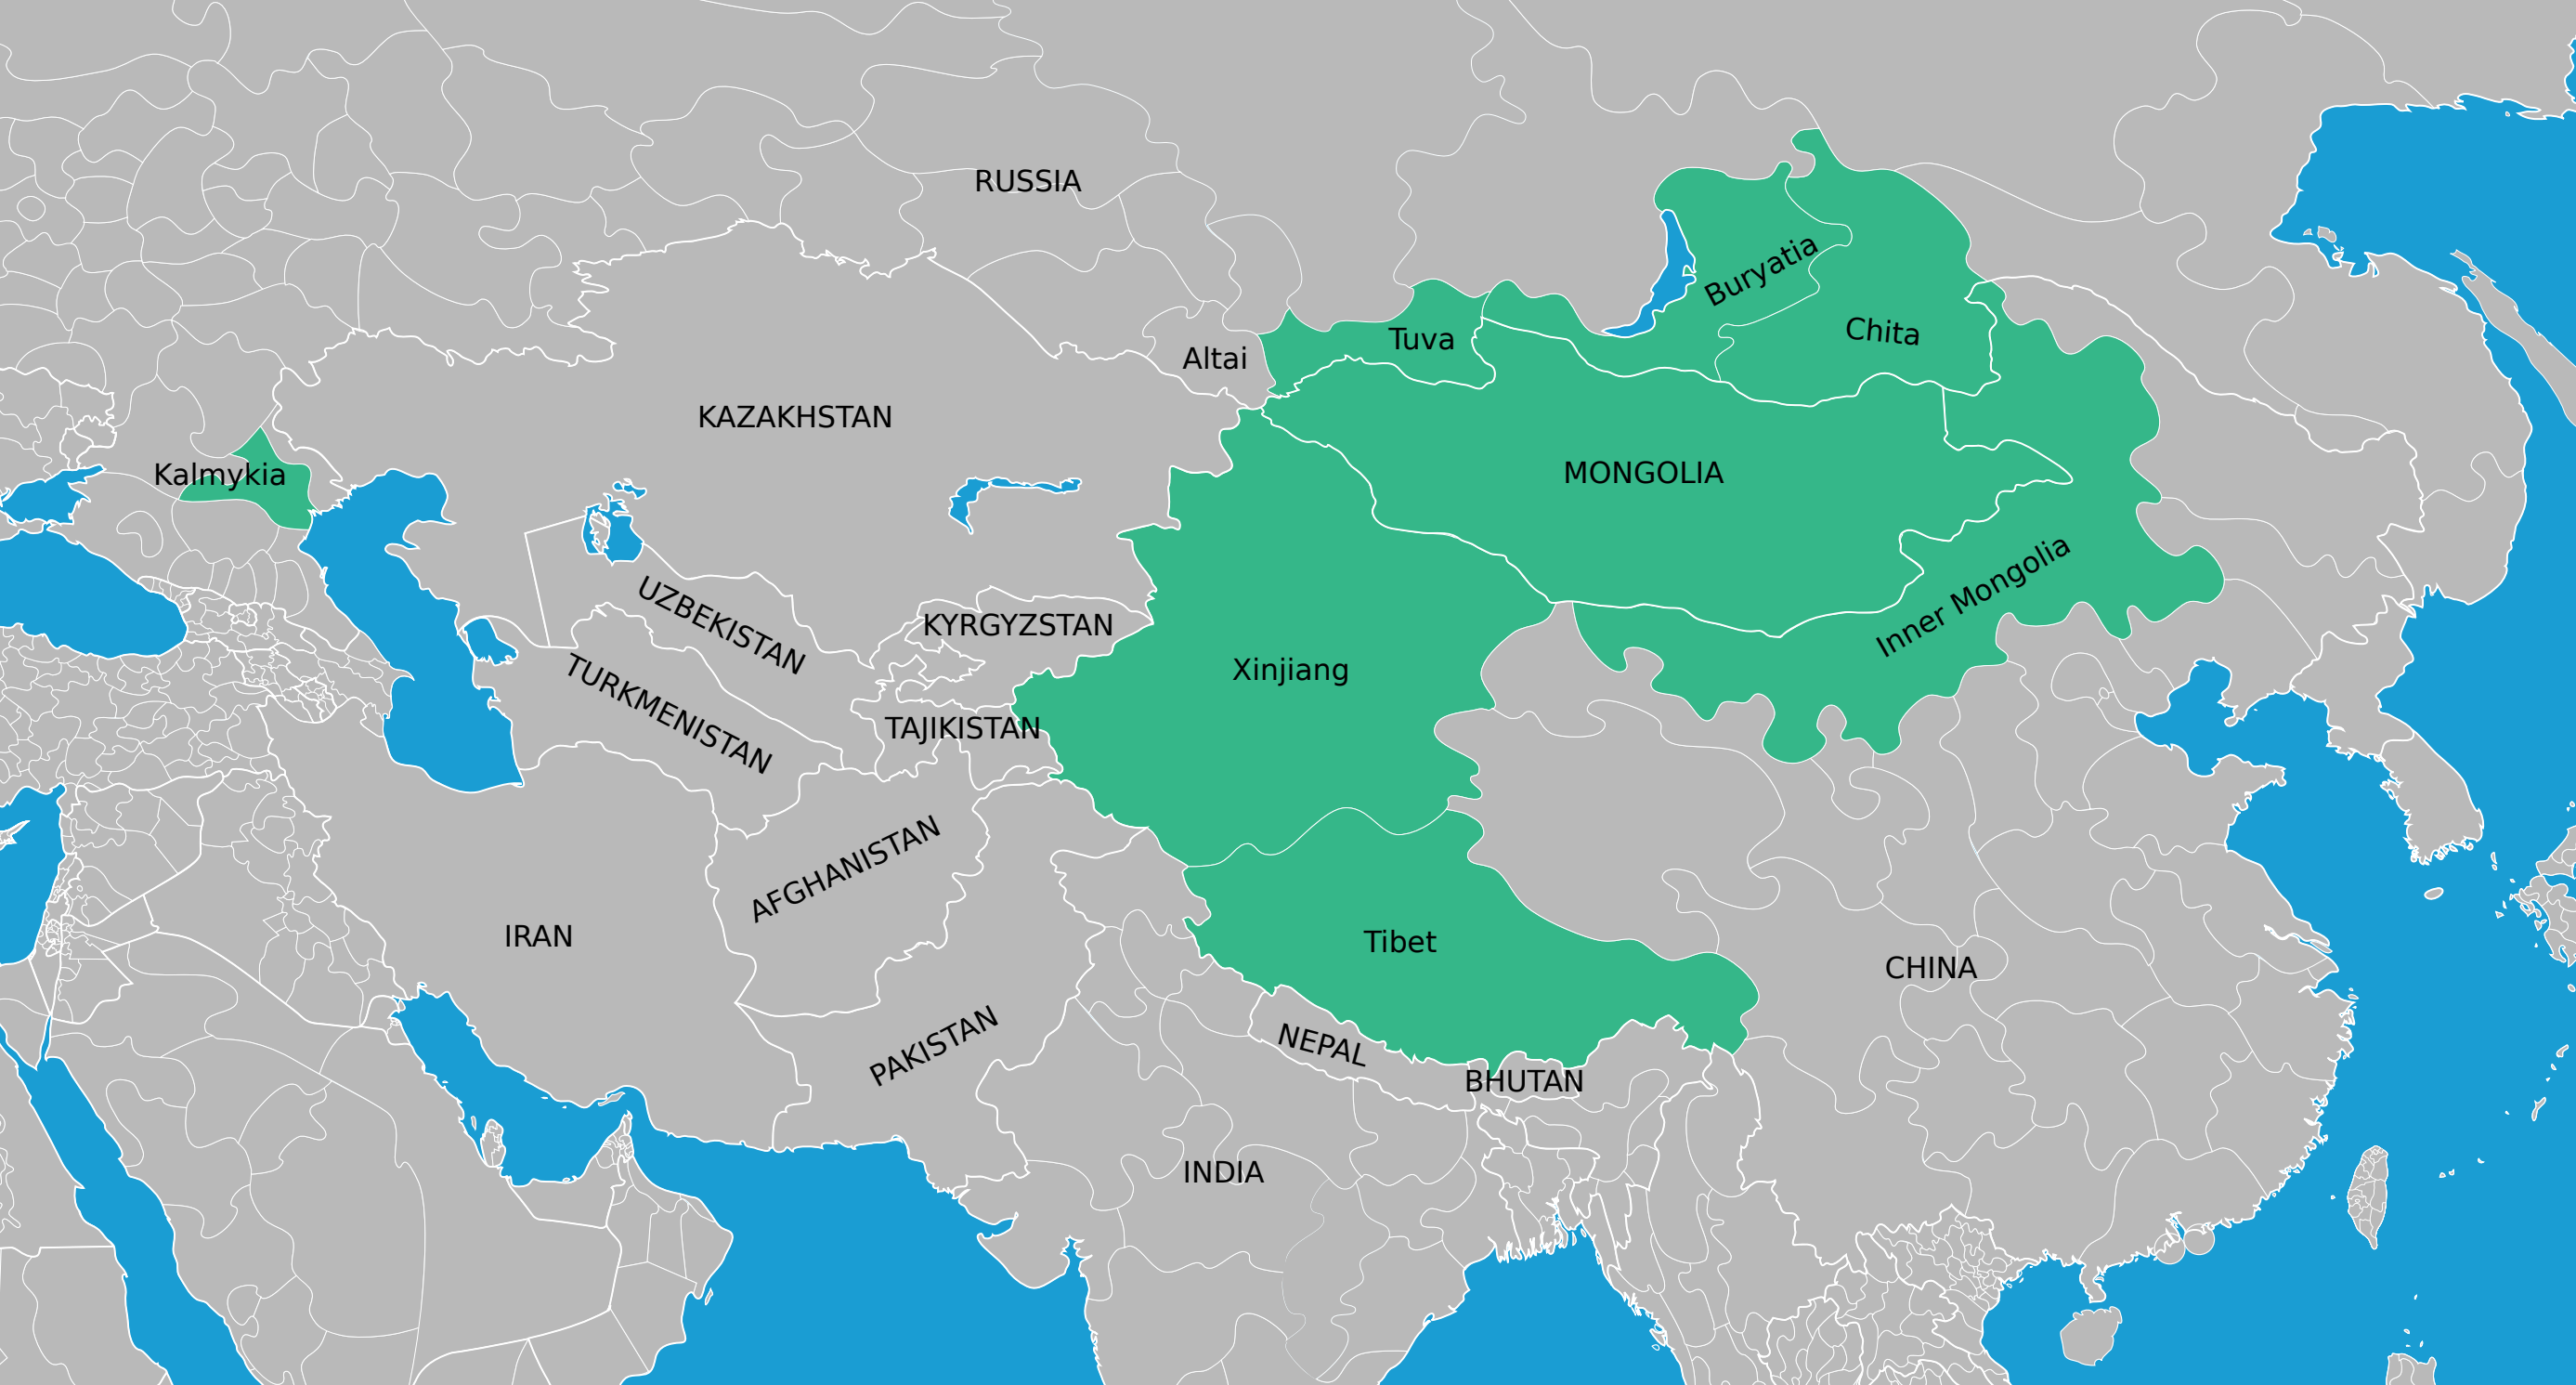 RUSSIA
Buryatia
Chita
Tuva
Altai
KAZAKHSTAN
Kalmykia
MONGOLIA
Inner Mongolia
UZBEKISTAN
KYRGYZSTAN
Xinjiang
TURKMENISTAN
TAJIKISTAN
AFGHANISTAN
IRAN
Tibet
CHINA
PAKISTAN
NEPAL
BHUTAN
INDIA